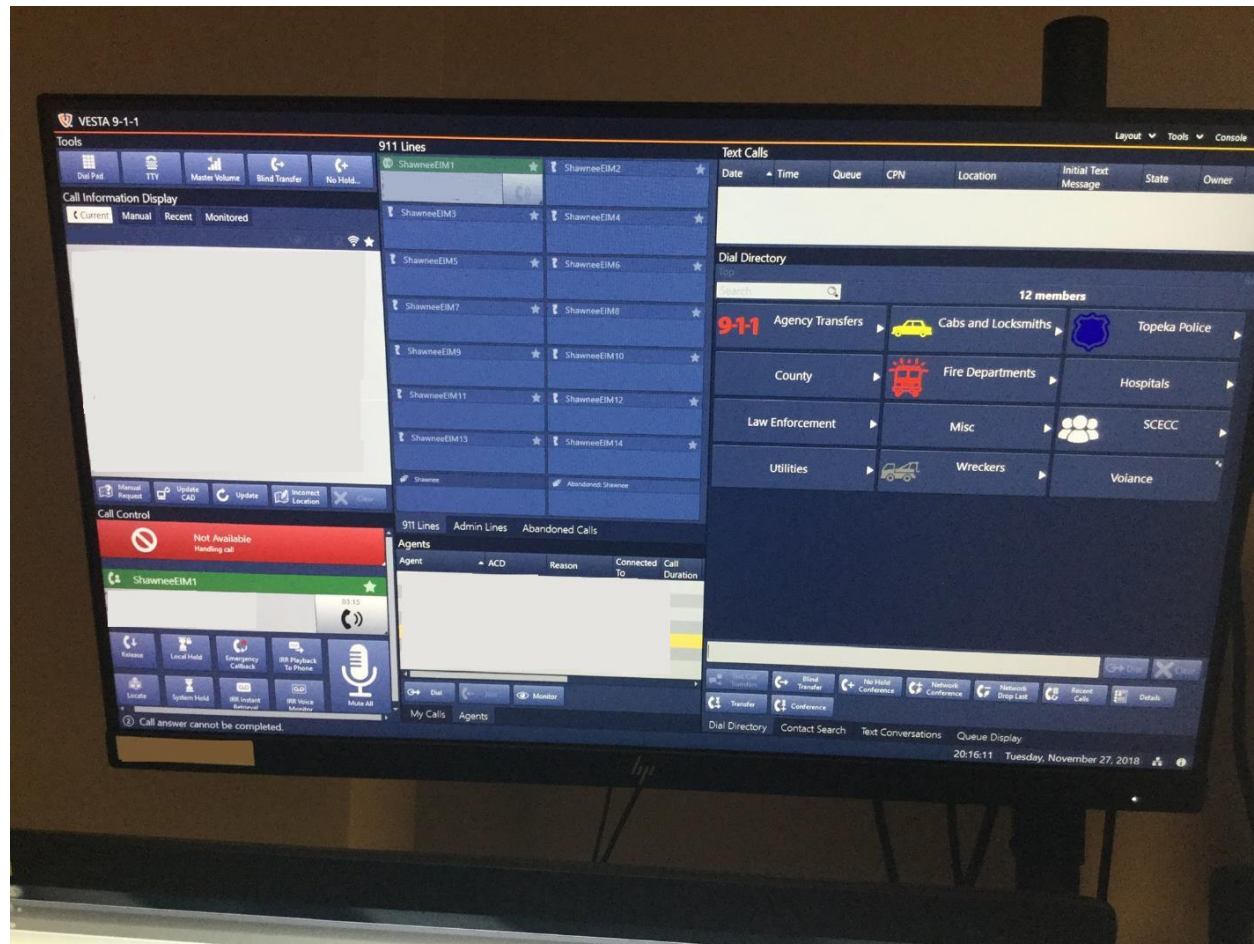 VESTA 9-1-1
Layout Tools Console
Tools
Dial Pad
TTY
Master Volume
Blind Transfer
No Hold...
Call Information Display
Current Manual Recent Monitored
Manual Request
Update CAD
Update
Incorrect Location
Clear
Call Control
Not Available
Handling call
ShawneeEIM1
03:15
Release
Local Hold
Emergency Callback
IRR Playback To Phone
Locate
System Hold
IRR Instant Retrieval
IRR Voice Monitor
Mute All
Call answer cannot be completed.
911 Lines
ShawneeEIM1
ShawneeEIM2
ShawneeEIM3
ShawneeEIM4
ShawneeEIM5
ShawneeEIM6
ShawneeEIM7
ShawneeEIM8
ShawneeEIM9
ShawneeEIM10
ShawneeEIM11
ShawneeEIM12
ShawneeEIM13
ShawneeEIM14
Shawnee
Abandoned: Shawnee
911 Lines Admin Lines Abandoned Calls
Agents
Agent ACD Reason Connected To Call Duration
Dial
Monitor
My Calls Agents
Text Calls
Date Time Queue CPN Location Initial Text Message State Owner
Dial Directory
Top
Search
12 members
9-1-1 Agency Transfers
Cabs and Locksmiths
Topeka Police
County
Fire Departments
Hospitals
Law Enforcement
Misc
SCECC
Utilities
Wreckers
Voiance
Dial
Clear
Blind Transfer
No Hold Conference
Network Conference
Network Drop Last
Recent Calls
Details
Transfer
Conference
Dial Directory Contact Search Text Conversations Queue Display
20:16:11 Tuesday, November 27, 2018
hp